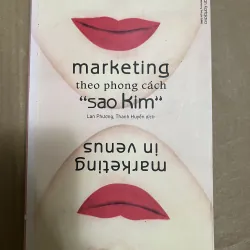 marketing
theo phong cách
"sao Kim"
Lan Phương, Thanh Huyền dịch
marketing
in venus